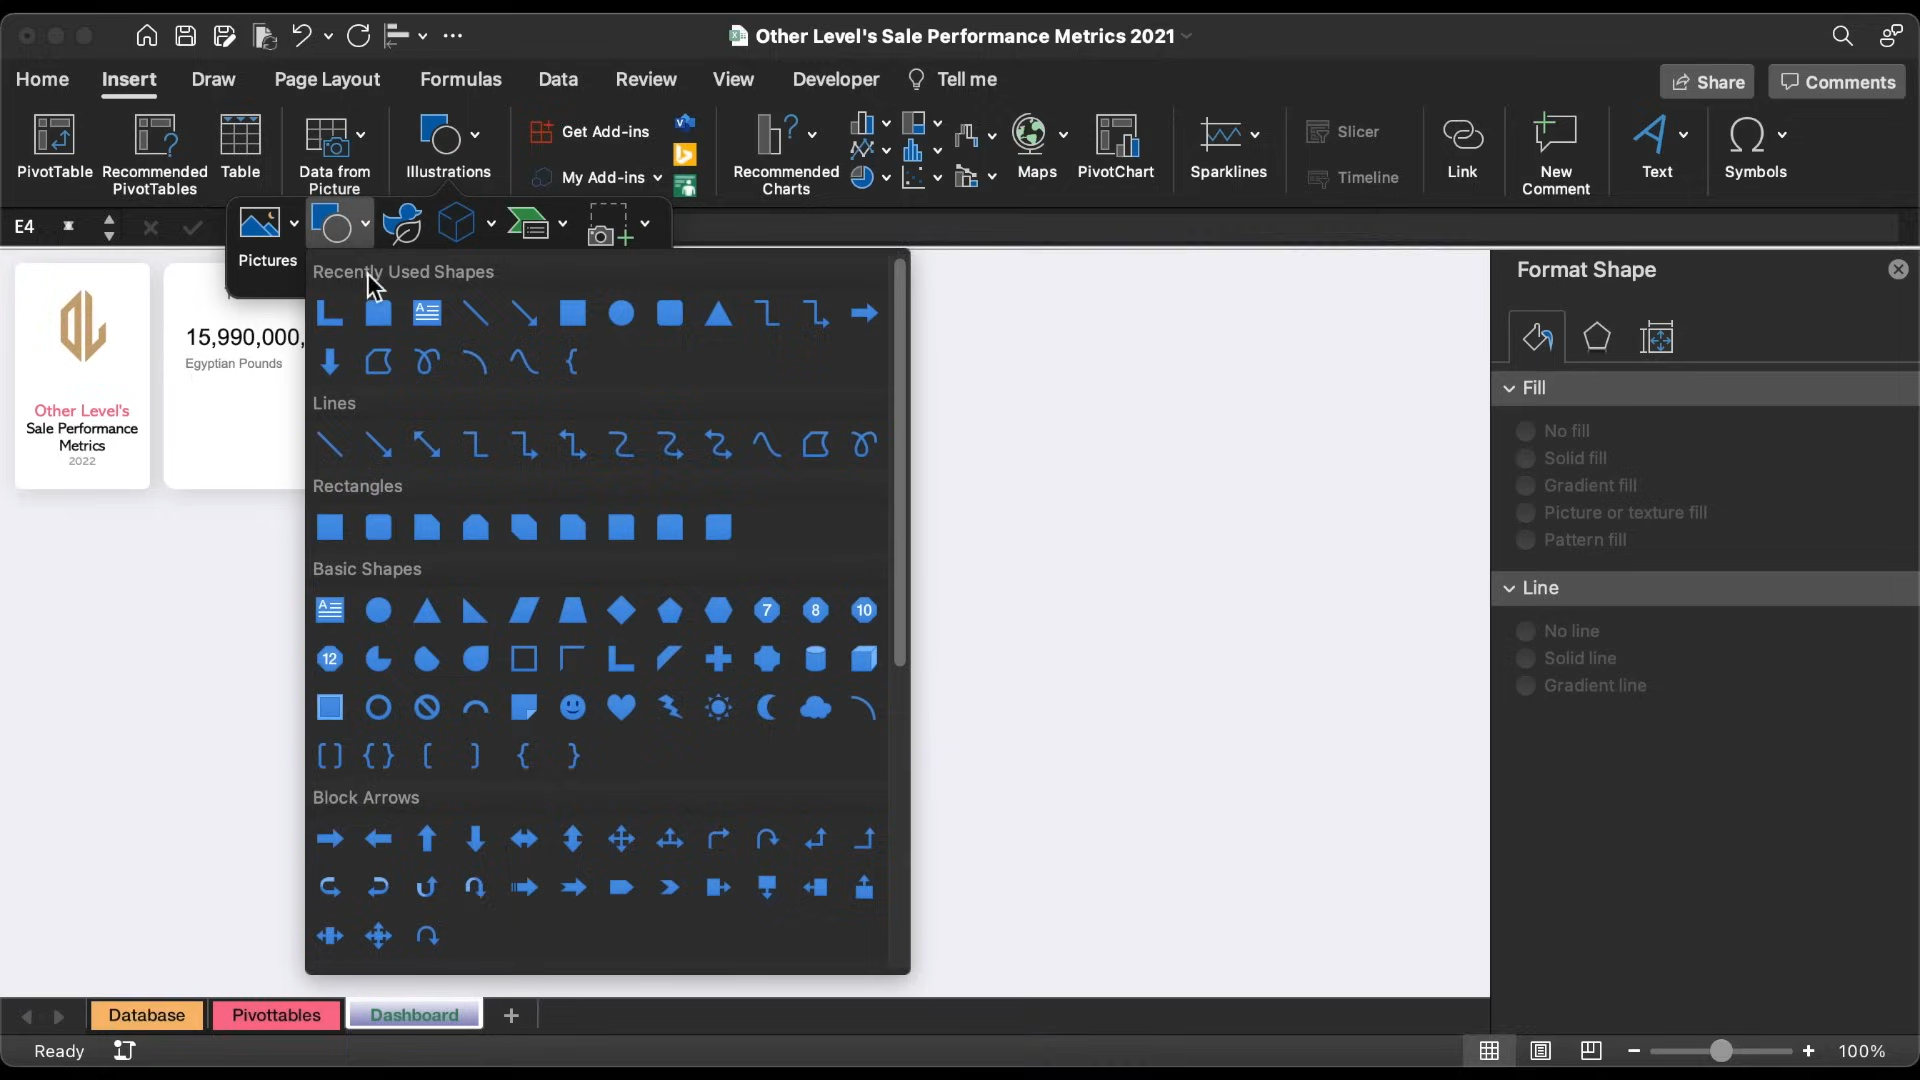 Other Level's Sale Performance Metrics 2021
Home Insert Draw Page Layout Formulas Data Review View Developer Tell me
Share Comments
PivotTable
Recommended
PivotTables
Table
Data from
Picture
Illustrations
Get Add-ins
My Add-ins
Recommended
Charts
Maps
PivotChart
Sparklines
Slicer
Timeline
Link
New
Comment
Text
Symbols
E4
Pictures
Recently Used Shapes
Lines
Rectangles
Basic Shapes
7 8 10
12
Block Arrows
15,990,000,
Egyptian Pounds
Other Level's
Sale Performance
Metrics
2022
Format Shape
Fill
No fill
Solid fill
Gradient fill
Picture or texture fill
Pattern fill
Line
No line
Solid line
Gradient line
Database Pivottables Dashboard
Ready
100%